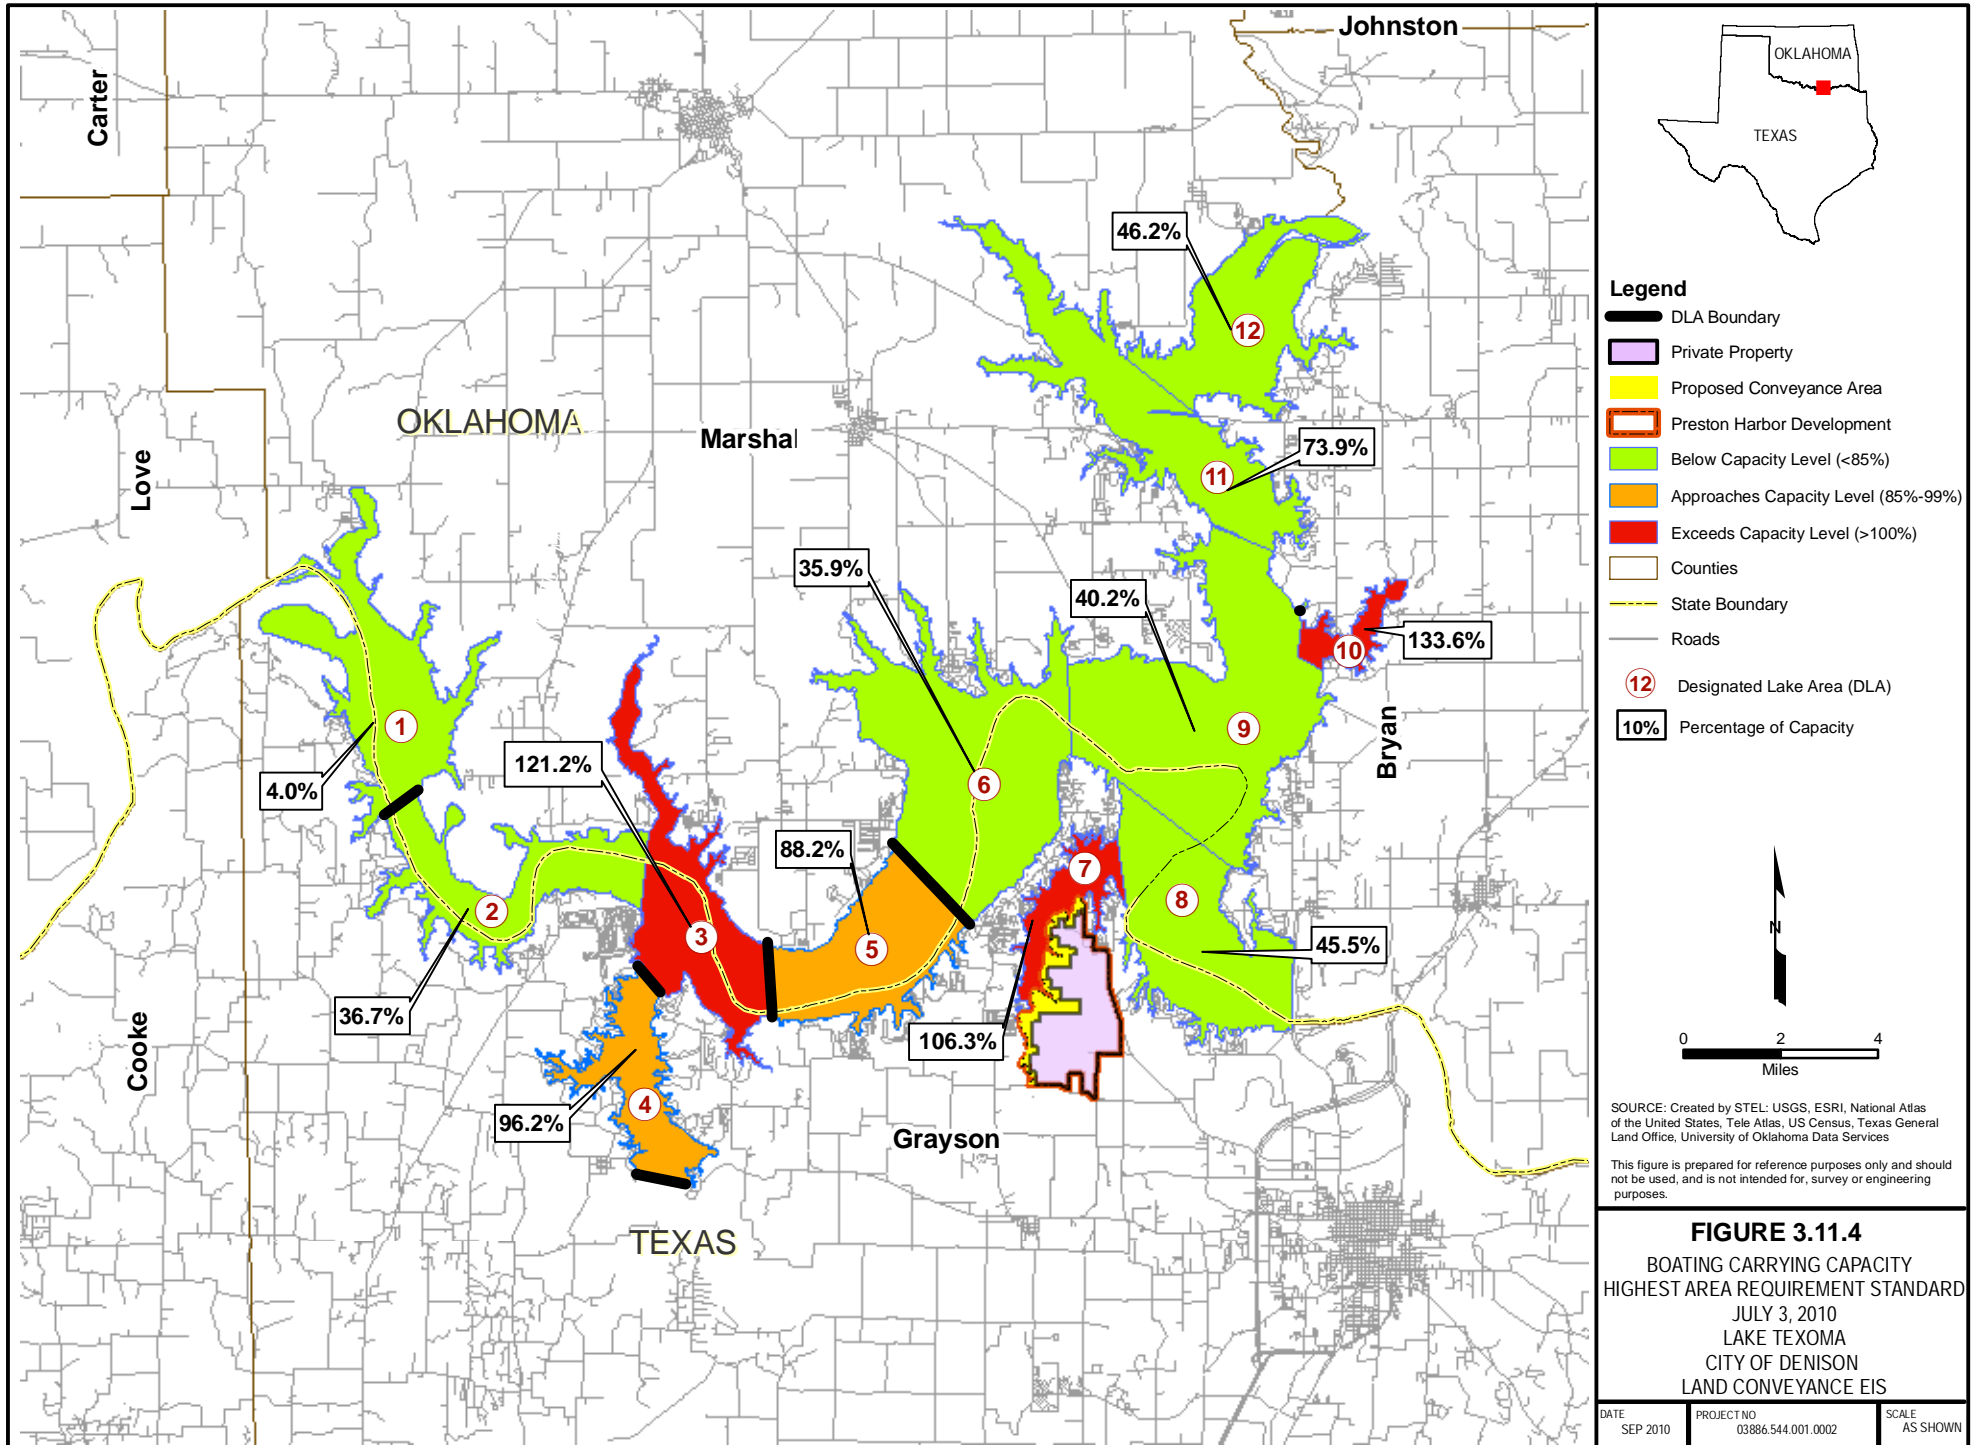 Johnston
Carter
OKLAHOMA
TEXAS
46.2%
12
Legend
DLA Boundary
Private Property
Proposed Conveyance Area
Preston Harbor Development
Below Capacity Level (<85%)
Approaches Capacity Level (85%-99%)
Exceeds Capacity Level (>100%)
Counties
State Boundary
Roads
12 Designated Lake Area (DLA)
10% Percentage of Capacity
OKLAHOMA
Marshal
Love
73.9%
11
35.9%
40.2%
133.6%
10
1
9
Bryan
121.2%
4.0%
6
88.2%
7
2
8
3
5
45.5%
36.7%
106.3%
Cooke
4
96.2%
Grayson
TEXAS
N
0 2 4
Miles
SOURCE: Created by STEL: USGS, ESRI, National Atlas
of the United States, Tele Atlas, US Census, Texas General
Land Office, University of Oklahoma Data Services
This figure is prepared for reference purposes only and should
not be used, and is not intended for, survey or engineering
purposes.
FIGURE 3.11.4
BOATING CARRYING CAPACITY
HIGHEST AREA REQUIREMENT STANDARD
JULY 3, 2010
LAKE TEXOMA
CITY OF DENISON
LAND CONVEYANCE EIS
DATE
SEP 2010
PROJECT NO
03886.544.001.0002
SCALE
AS SHOWN